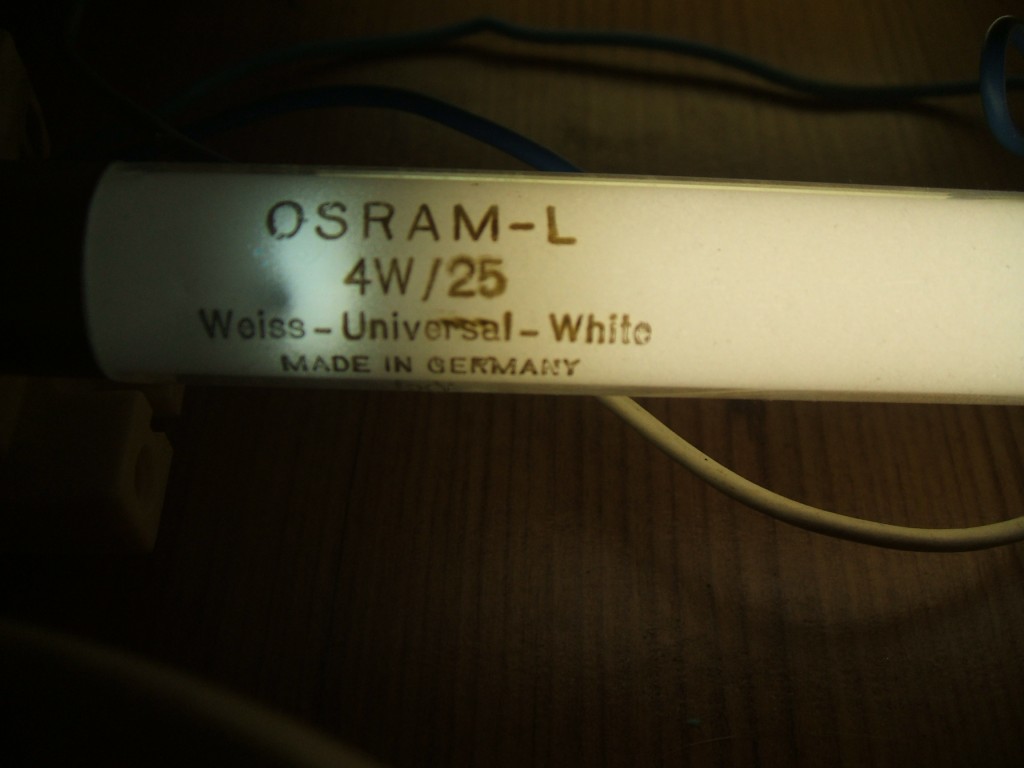 OSRAM-L
4W/25
Weiss-Universal-White
MADE IN GERMANY